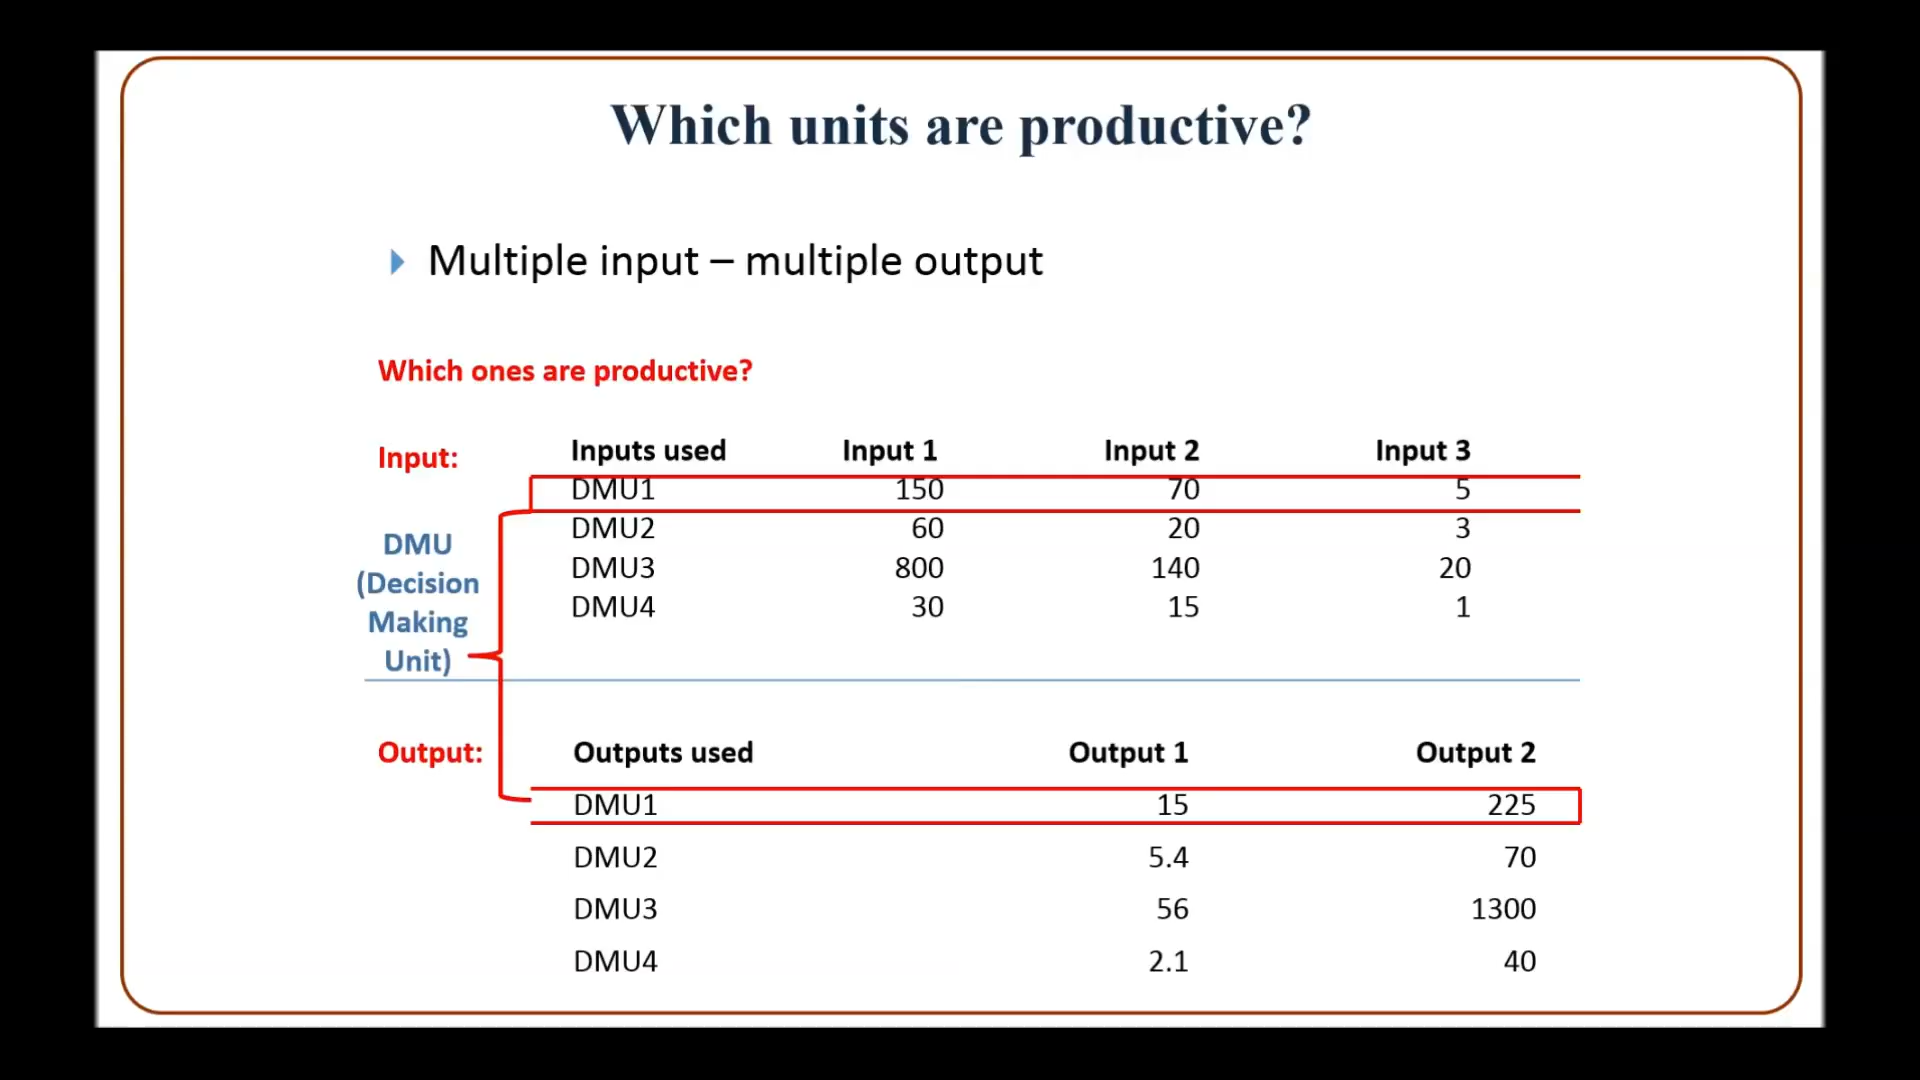 Which units are productive?
Multiple input – multiple output
Which ones are productive?
Input:
Inputs used Input 1 Input 2 Input 3
DMU1 150 70 5
DMU2 60 20 3
DMU3 800 140 20
DMU4 30 15 1
DMU
(Decision
Making
Unit)
Output:
Outputs used Output 1 Output 2
DMU1 15 225
DMU2 5.4 70
DMU3 56 1300
DMU4 2.1 40